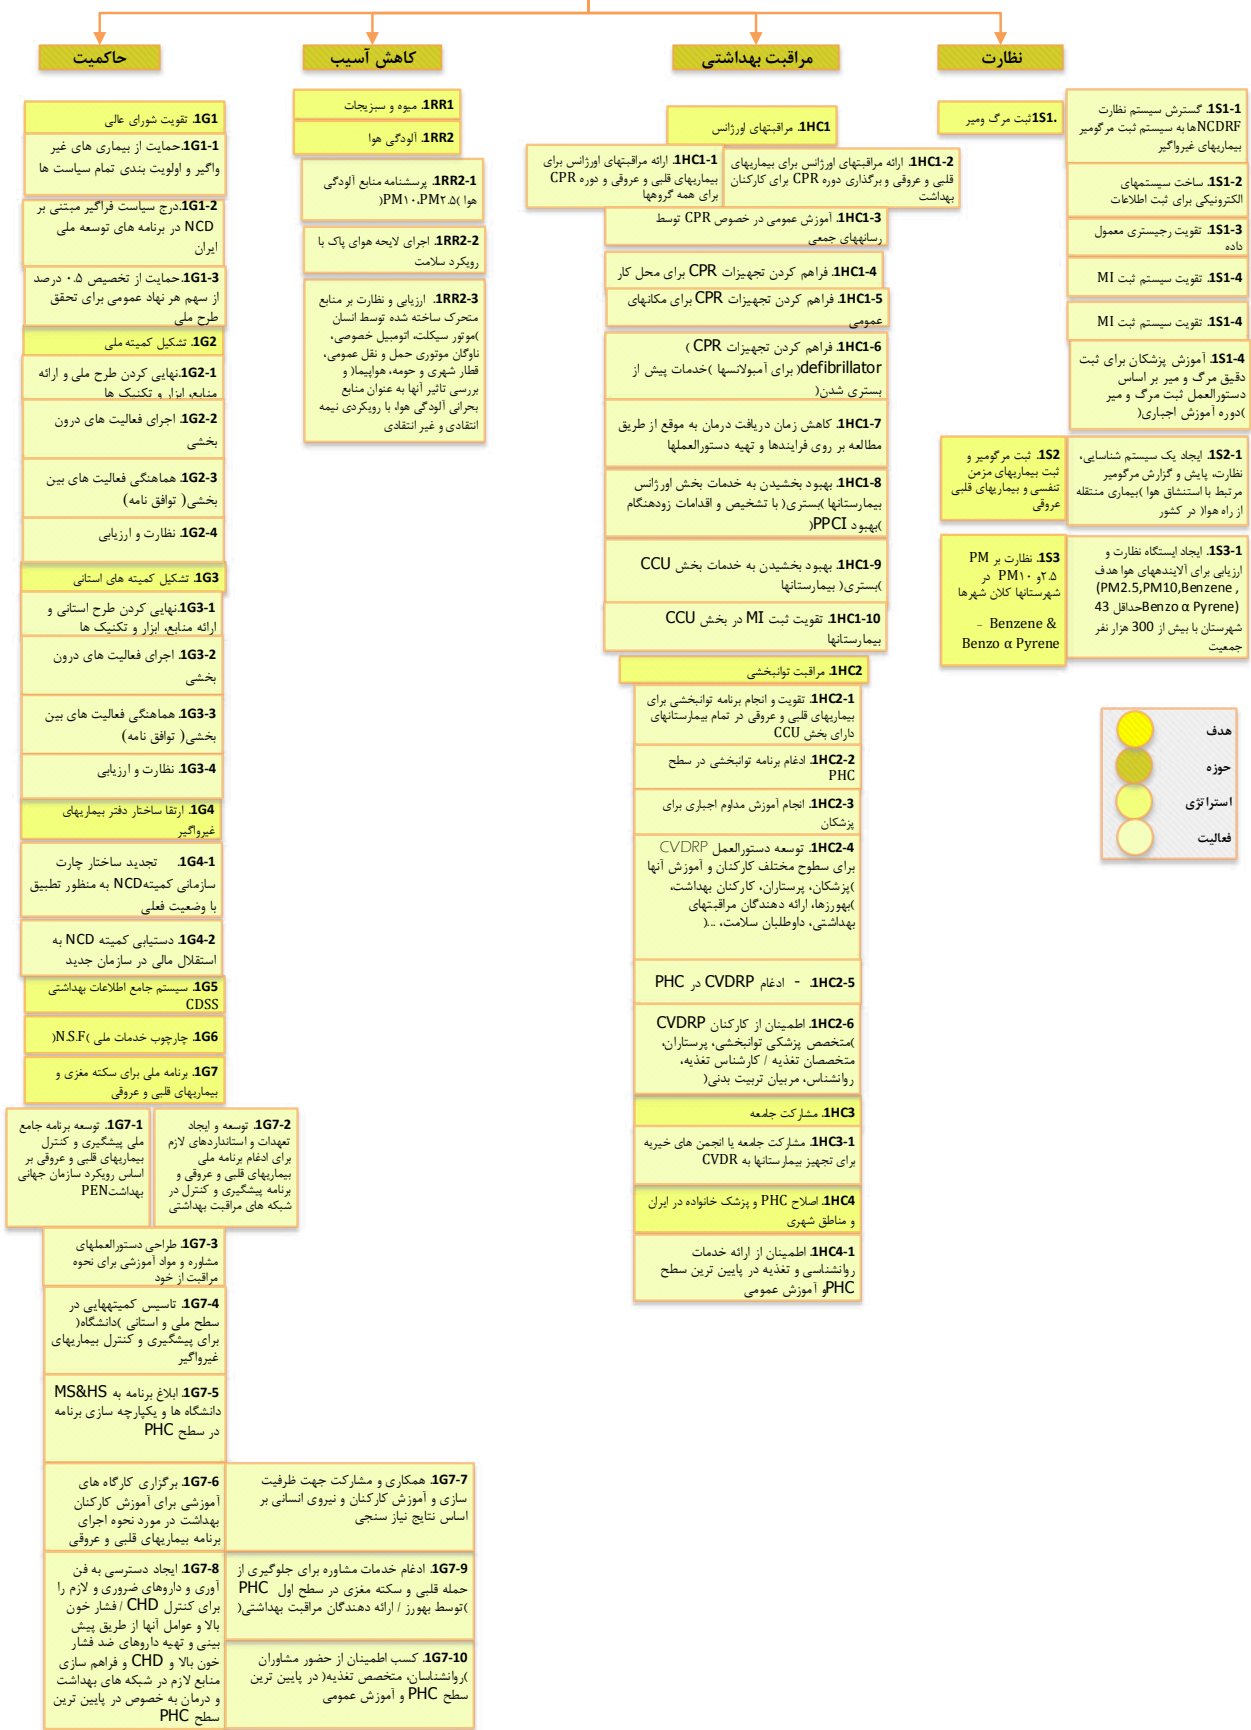 حاکمیت
1G1. تقویت شورای عالی
1G1-1.حمایت از بیماری های غیر
واگیر و اولویت بندی تمام سیاست ها
1G1-2.درج سیاست فراگیر مبتنی بر
NCD در برنامه های توسعه ملی
ایران
1G1-3.حمایت از تخصیص ۰.۵ درصد
از سهم هر نهاد عمومی برای تحقق
طرح ملی
1G2. تشکیل کمیته ملی
1G2-1.نهایی کردن طرح ملی و ارائه
منابع، ابزار و تکنیک ها
1G2-2. اجرای فعالیت های درون
بخشی
1G2-3. هماهنگی فعالیت های بین
بخشی( توافق نامه)
1G2-4. نظارت و ارزیابی
1G3. تشکیل کمیته های استانی
1G3-1.نهایی کردن طرح استانی و
ارائه منابع، ابزار و تکنیک ها
1G3-2. اجرای فعالیت های درون
بخشی
1G3-3. هماهنگی فعالیت های بین
بخشی( توافق نامه)
1G3-4. نظارت و ارزیابی
1G4. ارتقا ساختار دفتر بیماریهای
غیرواگیر
1G4-1. تجدید ساختار چارت
سازمانی کمیتهNCD به منظور تطبیق
با وضعیت فعلی
1G4-2. دستیابی کمیته NCD به
استقلال مالی در سازمان جدید
1G5. سیستم جامع اطلاعات بهداشتی
CDSS
1G6. چارچوب خدمات ملی )N.S.F(
1G7. برنامه ملی برای سکته مغزی و
بیماریهای قلبی و عروقی
1G7-1. توسعه برنامه جامع
ملی پیشگیری و کنترل
بیماریهای قلبی و عروقی بر
اساس رویکرد سازمان جهانی
بهداشتPEN
1G7-2. توسعه و ایجاد
تعهدات و استانداردهای لازم
برای ادغام برنامه ملی
بیماریهای قلبی و عروقی و
برنامه پیشگیری و کنترل در
شبکه های مراقبت بهداشتی
1G7-3. طراحی دستورالعملهای
مشاوره و مواد آموزشی برای نحوه
مراقبت از خود
1G7-4. تاسیس کمیتههایی در
سطح ملی و استانی )دانشگاه(
برای پیشگیری و کنترل بیماریهای
غیرواگیر
1G7-5. ابلاغ برنامه به MS&HS
دانشگاه ها و یکپارچه سازی برنامه
در سطح PHC
1G7-6. برگزاری کارگاه های
آموزشی برای آموزش کارکنان
بهداشت در مورد نحوه اجرای
برنامه بیماریهای قلبی و عروقی
1G7-7. همکاری و مشارکت جهت ظرفیت
سازی و آموزش کارکنان و نیروی انسانی بر
اساس نتایج نیاز سنجی
1G7-8. ایجاد دسترسی به فن
آوری و داروهای ضروری و لازم را
برای کنترل CHD / فشار خون
بالا و عوامل آنها از طریق پیش
بینی و تهیه داروهای ضد فشار
خون بالا و CHD و فراهم سازی
منابع لازم در شبکه های بهداشت
و درمان به خصوص در پایین ترین
سطح PHC
1G7-9. ادغام خدمات مشاوره برای جلوگیری از
حمله قلبی و سکته مغزی در سطح اول PHC
)توسط بهورز / ارائه دهندگان مراقبت بهداشتی(
1G7-10. کسب اطمینان از حضور مشاوران
)روانشناسان، متخصص تغذیه( در پایین ترین
سطح PHC و آموزش عمومی
کاهش آسیب
1RR1. میوه و سبزیجات
1RR2. آلودگی هوا
1RR2-1. پرسشنامه منابع آلودگی
هوا )PM۱۰،PM۲.۵(
1RR2-2. اجرای لایحه هوای پاک با
رویکرد سلامت
1RR2-3. ارزیابی و نظارت بر منابع
متحرک ساخته شده توسط انسان
)موتور سیکلت، اتومبیل خصوصی،
ناوگان موتوری حمل و نقل عمومی،
قطار شهری و حومه، هواپیما( و
بررسی تاثیر آنها به عنوان منابع
بحرانی آلودگی هوا، با رویکردی نیمه
انتقادی و غیر انتقادی
مراقبت بهداشتی
1HC1. مراقبتهای اورژانس
1HC1-1. ارائه مراقبتهای اورژانس برای
بیماریهای قلبی و عروقی و دوره CPR
برای همه گروهها
1HC1-2. ارائه مراقبتهای اورژانس برای بیماریهای
قلبی و عروقی و برگذاری دوره CPR برای کارکنان
بهداشت
1HC1-3. آموزش عمومی در خصوص CPR توسط
رسانههای جمعی
1HC1-4. فراهم کردن تجهیزات CPR برای محل کار
1HC1-5. فراهم کردن تجهیزات CPR برای مکانهای
عمومی
1HC1-6. فراهم کردن تجهیزات CPR )
defibrillator( برای آمبولانسها )خدمات پیش از
بستری شدن(
1HC1-7. کاهش زمان دریافت درمان به موقع از طریق
مطالعه بر روی فرایندها و تهیه دستورالعملها
1HC1-8. بهبود بخشیدن به خدمات بخش اورژانس
بیمارستانها )بستری( با تشخیص و اقدامات زودهنگام
)بهبود PPCI(
1HC1-9. بهبود بخشیدن به خدمات بخش CCU
)بستری( بیمارستانها
1HC1-10. تقویت ثبت MI در بخش CCU
بیمارستانها
1HC2. مراقبت توانبخشی
1HC2-1. تقویت و انجام برنامه توانبخشی برای
بیماریهای قلبی و عروقی در تمام بیمارستانهای
دارای بخش CCU
1HC2-2. ادغام برنامه توانبخشی در سطح
PHC
1HC2-3. انجام آموزش مداوم اجباری برای
پزشکان
1HC2-4. توسعه دستورالعمل CVDRP
برای سطوح مختلف کارکنان و آموزش آنها
)پزشکان، پرستاران، کارکنان بهداشت،
)بهورزها، ارائه دهندگان مراقبتهای
بهداشتی، داوطلبان سلامت، ...(
1HC2-5. - ادغام CVDRP در PHC
1HC2-6. اطمینان از کارکنان CVDRP
)متخصص پزشکی توانبخشی، پرستاران،
متخصصان تغذیه / کارشناس تغذیه،
روانشناس، مربیان تربیت بدنی(
1HC3. مشارکت جامعه
1HC3-1. مشارکت جامعه یا انجمن های خیریه
برای تجهیز بیمارستانها به CVDR
1HC4. اصلاح PHC و پزشک خانواده در ایران
و مناطق شهری
1HC4-1. اطمینان از ارائه خدمات
روانشناسی و تغذیه در پایین ترین سطح
PHCو آموزش عمومی
نظارت
1S1.ثبت مرگ ومیر
1S1-1. گسترش سیستم نظارت
NCDRFها به سیستم ثبت مرگومیر
بیماریهای غیرواگیر
1S1-2. ساخت سیستمهای
الکترونیکی برای ثبت اطلاعات
1S1-3. تقویت رجیستری معمول
داده
1S1-4. تقویت سیستم ثبت MI
1S1-4. تقویت سیستم ثبت MI
1S1-4. آموزش پزشکان برای ثبت
دقیق مرگ و میر بر اساس
دستورالعمل ثبت مرگ و میر
)دوره آموزش اجباری(
1S2. ثبت مرگومیر و
ثبت بیماریهای مزمن
تنفسی و بیماریهای قلبی
عروقی
1S2-1. ایجاد یک سیستم شناسایی،
نظارت، پایش و گزارش مرگومیر
مرتبط با استنشاق هوا )بیماری منتقله
از راه هوا( در کشور
1S3. نظارت بر PM
۲.۵و PM۱۰ در
شهرستانها کلان شهرها
- Benzene &
Benzo α Pyrene
1S3-1. ایجاد ایستگاه نظارت و
ارزیابی برای آلایندههای هوا هدف
(PM2.5,PM10,Benzene ,
Benzo α Pyrene)حداقل 43
شهرستان با بیش از 300 هزار نفر
جمعیت
هدف
حوزه
استراتژی
فعالیت